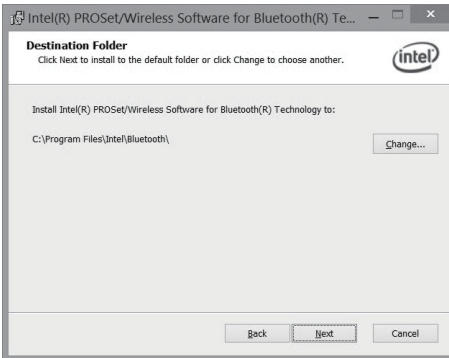 Intel(R) PROSet/Wireless Software for Bluetooth(R) Te...
Destination Folder
Click Next to install to the default folder or click Change to choose another.
intel
Install Intel(R) PROSet/Wireless Software for Bluetooth(R) Technology to:
C:\Program Files\Intel\Bluetooth\
Change...
Back Next Cancel